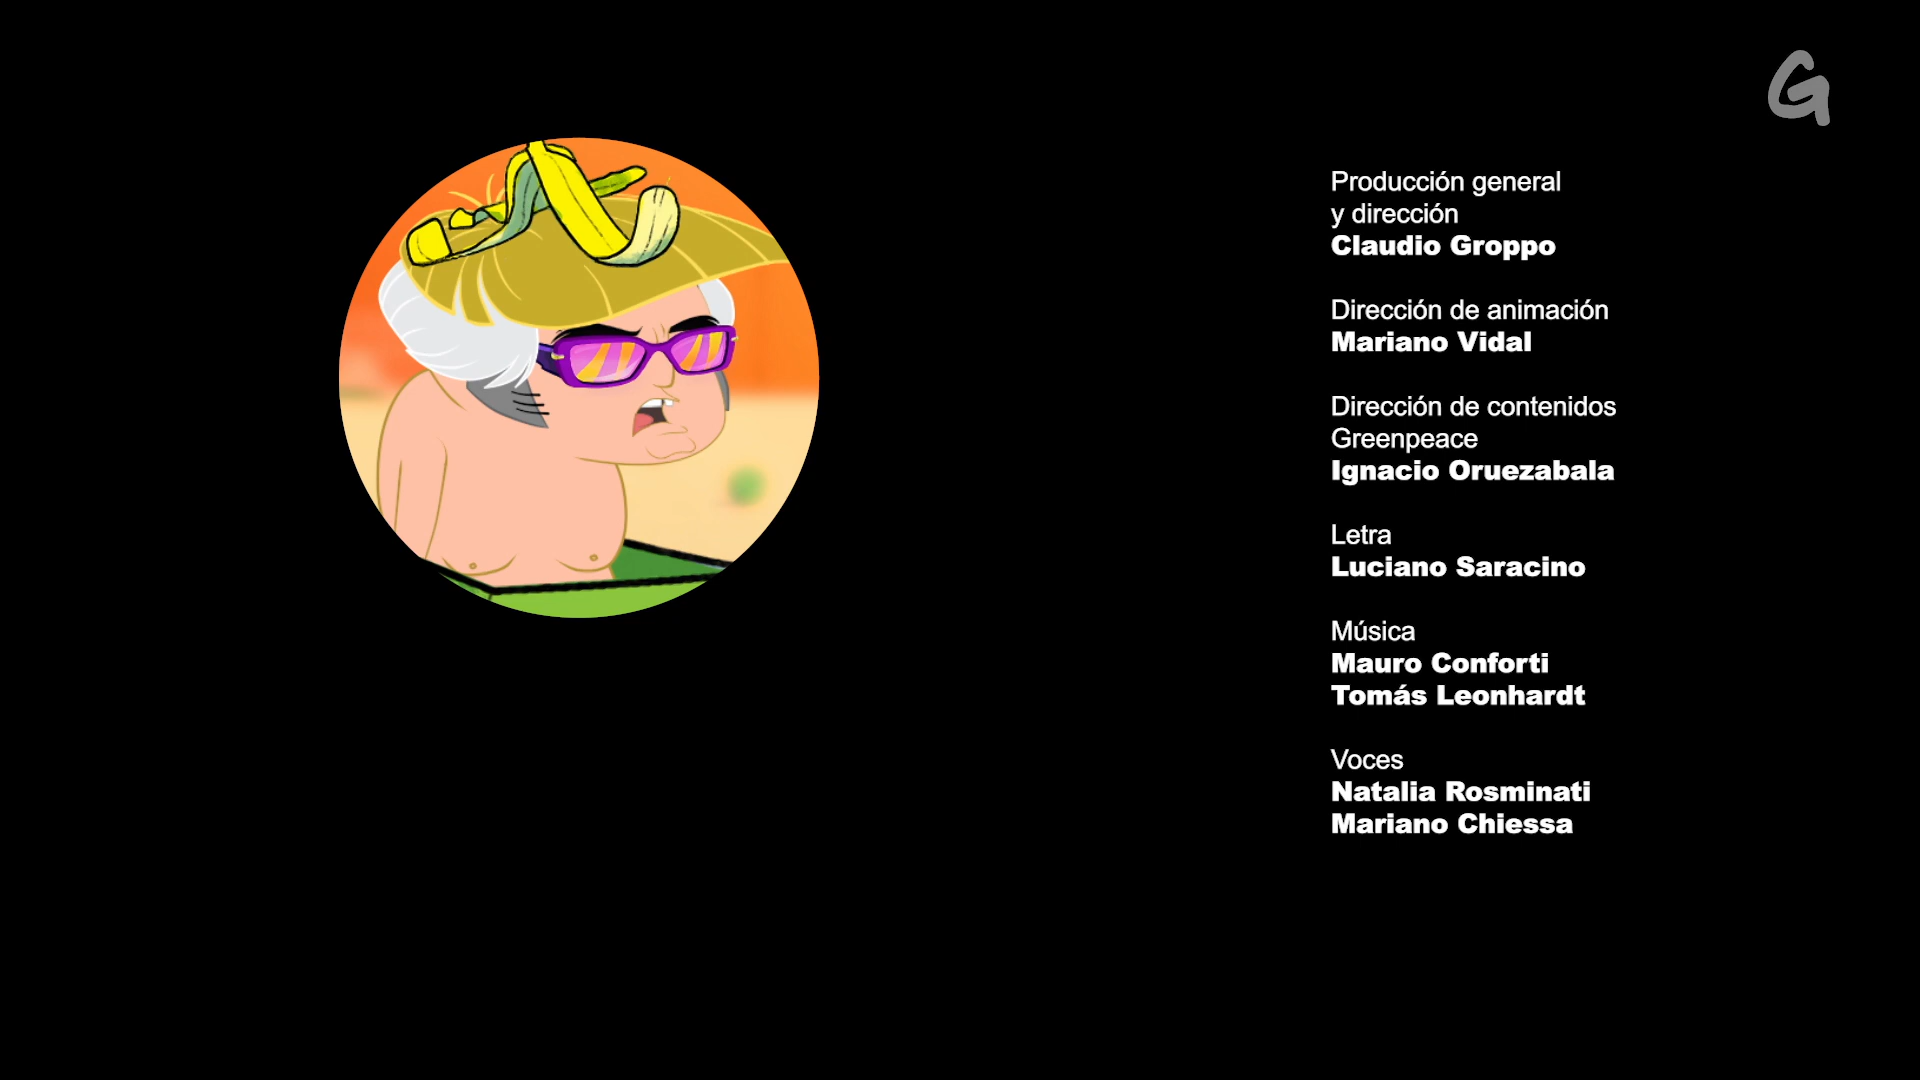 G
Producción general
y dirección
Claudio Groppo
Dirección de animación
Mariano Vidal
Dirección de contenidos
Greenpeace
Ignacio Oruezabala
Letra
Luciano Saracino
Música
Mauro Conforti
Tomás Leonhardt
Voces
Natalia Rosminati
Mariano Chiessa